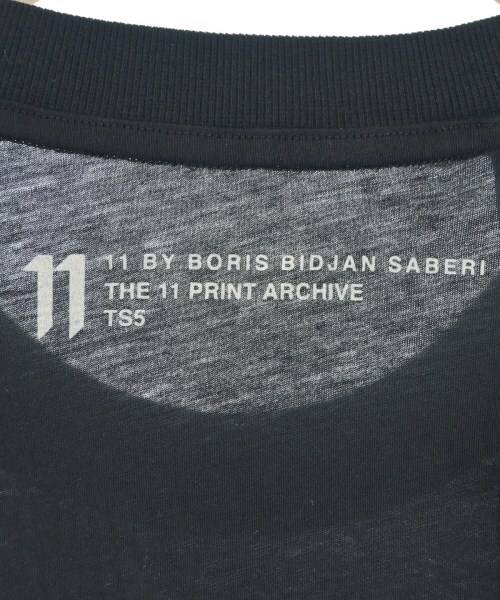 11 11 BY BORIS BIDJAN SABERI
THE 11 PRINT ARCHIVE
TS5